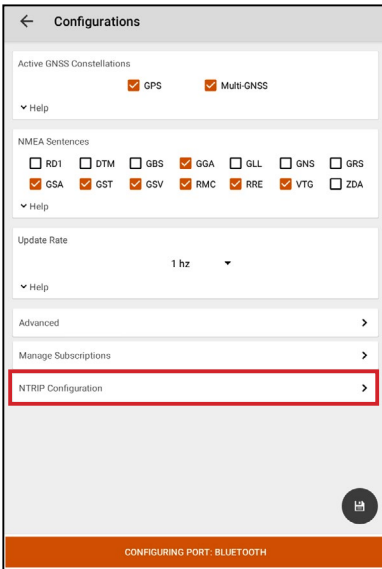 Configurations
Active GNSS Constellations
GPS Multi-GNSS
Help
NMEA Sentences
RD1 DTM GBS GGA GLL GNS GRS
GSA GST GSV RMC RRE VTG ZDA
Help
Update Rate
1 hz
Help
Advanced
Manage Subscriptions
NTRIP Configuration
CONFIGURING PORT: BLUETOOTH